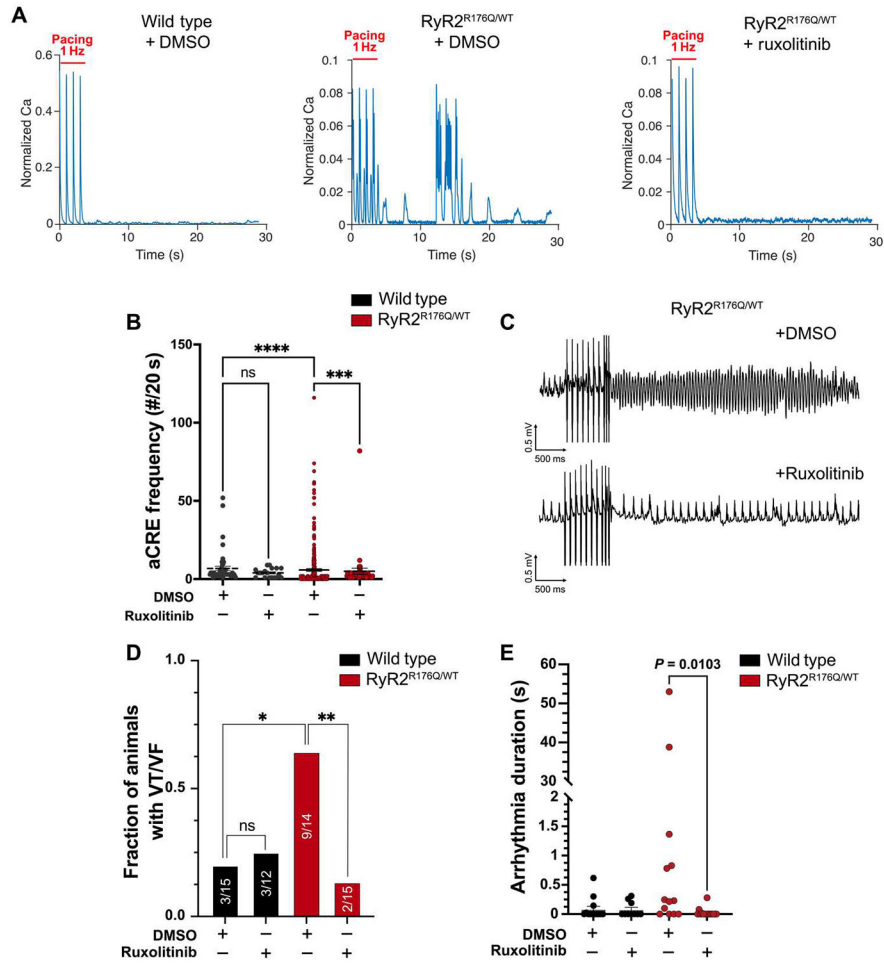 A
Wild type
+ DMSO
Pacing
1 Hz
Normalized Ca
0.6
0.4
0.2
0
0 10 20 30
Time (s)
RyR2R176Q/WT
+ DMSO
Pacing
1 Hz
Normalized Ca
0.1
0.08
0.06
0.04
0.02
0
0 10 20 30
Time (s)
RyR2R176Q/WT
+ ruxolitinib
Pacing
1 Hz
Normalized Ca
0.1
0.08
0.06
0.04
0.02
0
0 10 20 30
Time (s)
B
Wild type
RyR2R176Q/WT
aCRE frequency (#/20 s)
150
100
50
0
****
ns
***
DMSO + – + –
Ruxolitinib – + – +
C
RyR2R176Q/WT
+DMSO
0.5 mV
500 ms
+Ruxolitinib
0.5 mV
500 ms
D
Wild type
RyR2R176Q/WT
Fraction of animals
with VT/VF
1.0
0.5
0.0
* **
ns
3/15
3/12
9/14
2/15
DMSO + – + –
Ruxolitinib – + – +
E
Wild type
RyR2R176Q/WT
Arrhythmia duration (s)
60
50
40
30
2
1.5
1
0.5
0
P = 0.0103
DMSO + – + –
Ruxolitinib – + – +